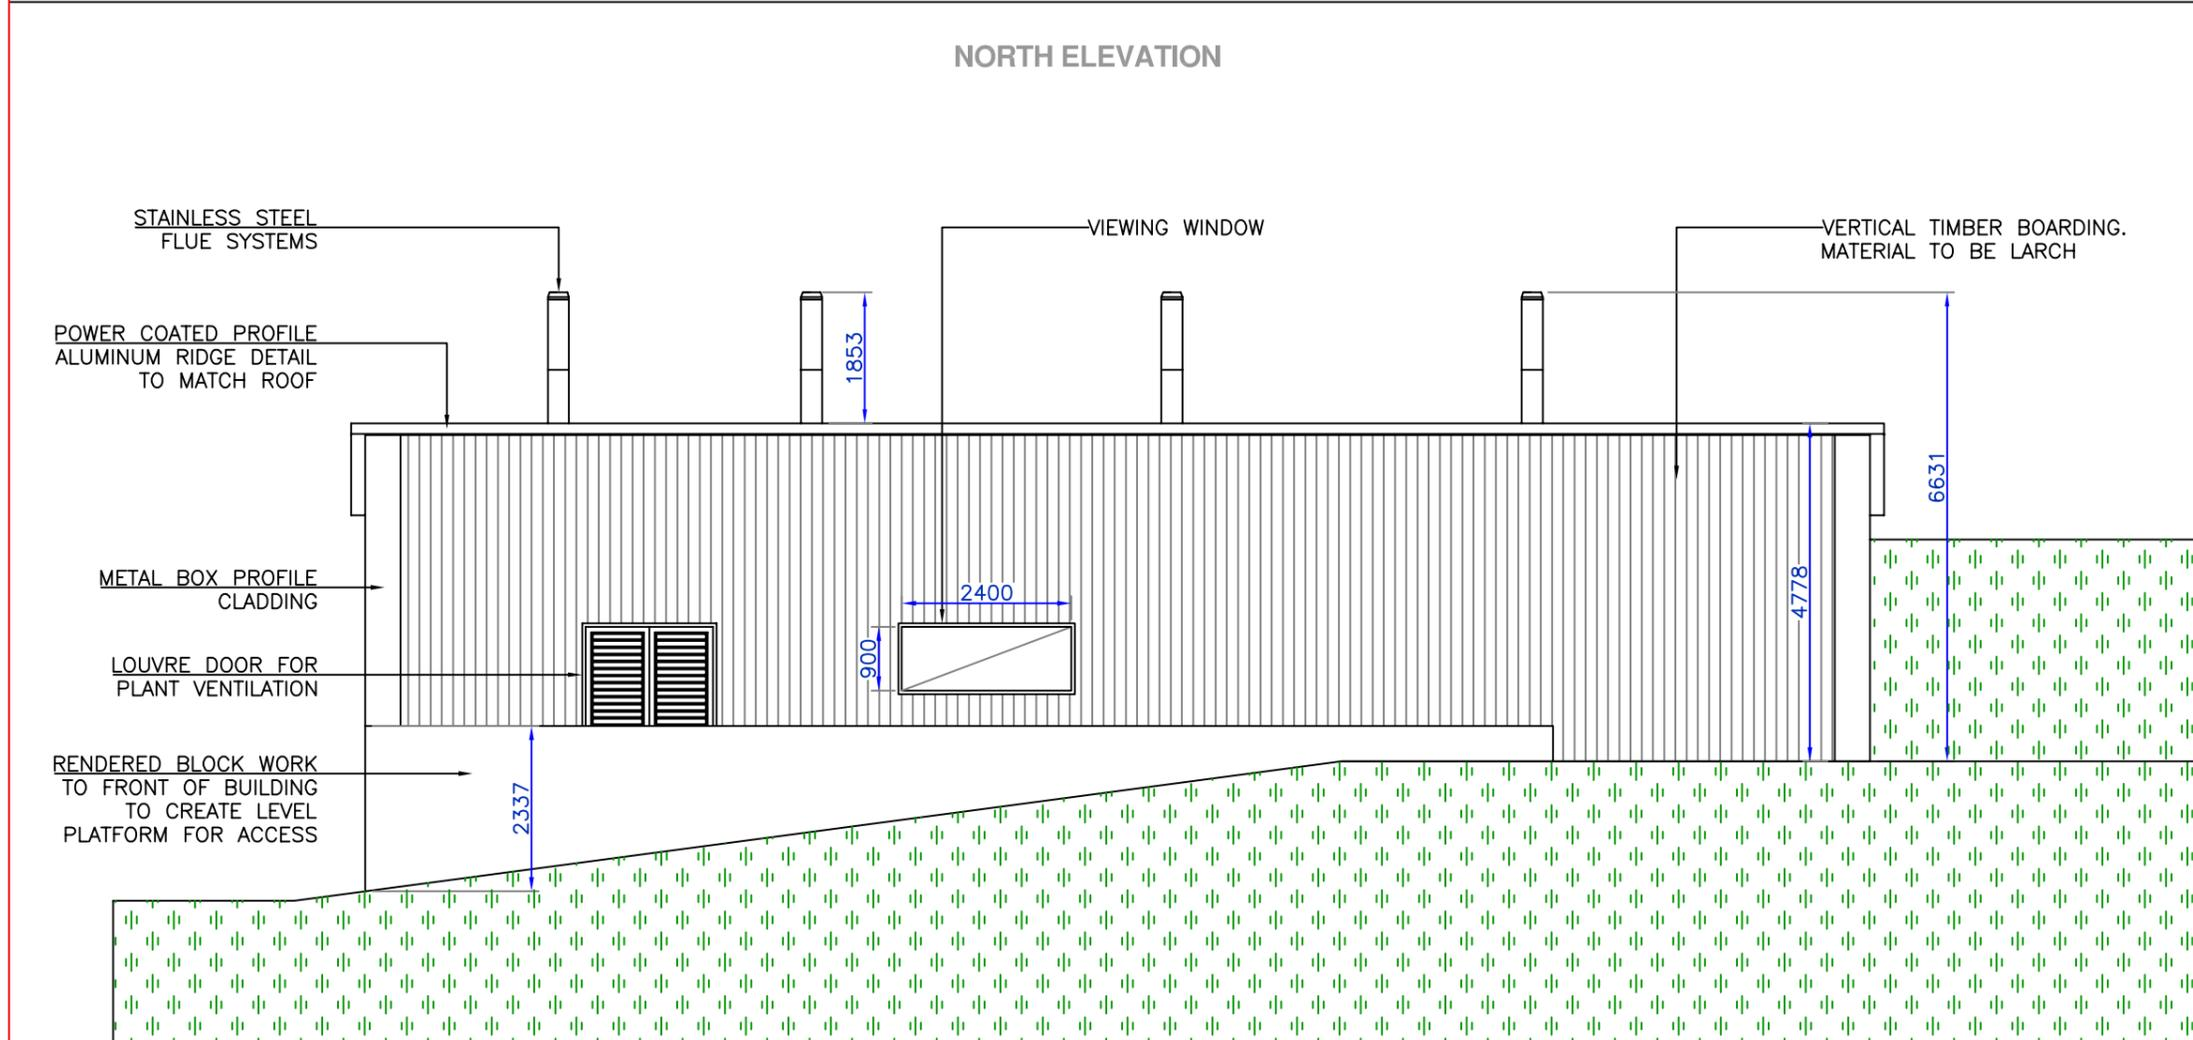 NORTH ELEVATION
STAINLESS STEEL
FLUE SYSTEMS
VIEWING WINDOW
VERTICAL TIMBER BOARDING.
MATERIAL TO BE LARCH
POWER COATED PROFILE
ALUMINUM RIDGE DETAIL
TO MATCH ROOF
1853
6631
METAL BOX PROFILE
CLADDING
2400
4778
900
LOUVRE DOOR FOR
PLANT VENTILATION
RENDERED BLOCK WORK
TO FRONT OF BUILDING
TO CREATE LEVEL
PLATFORM FOR ACCESS
2337